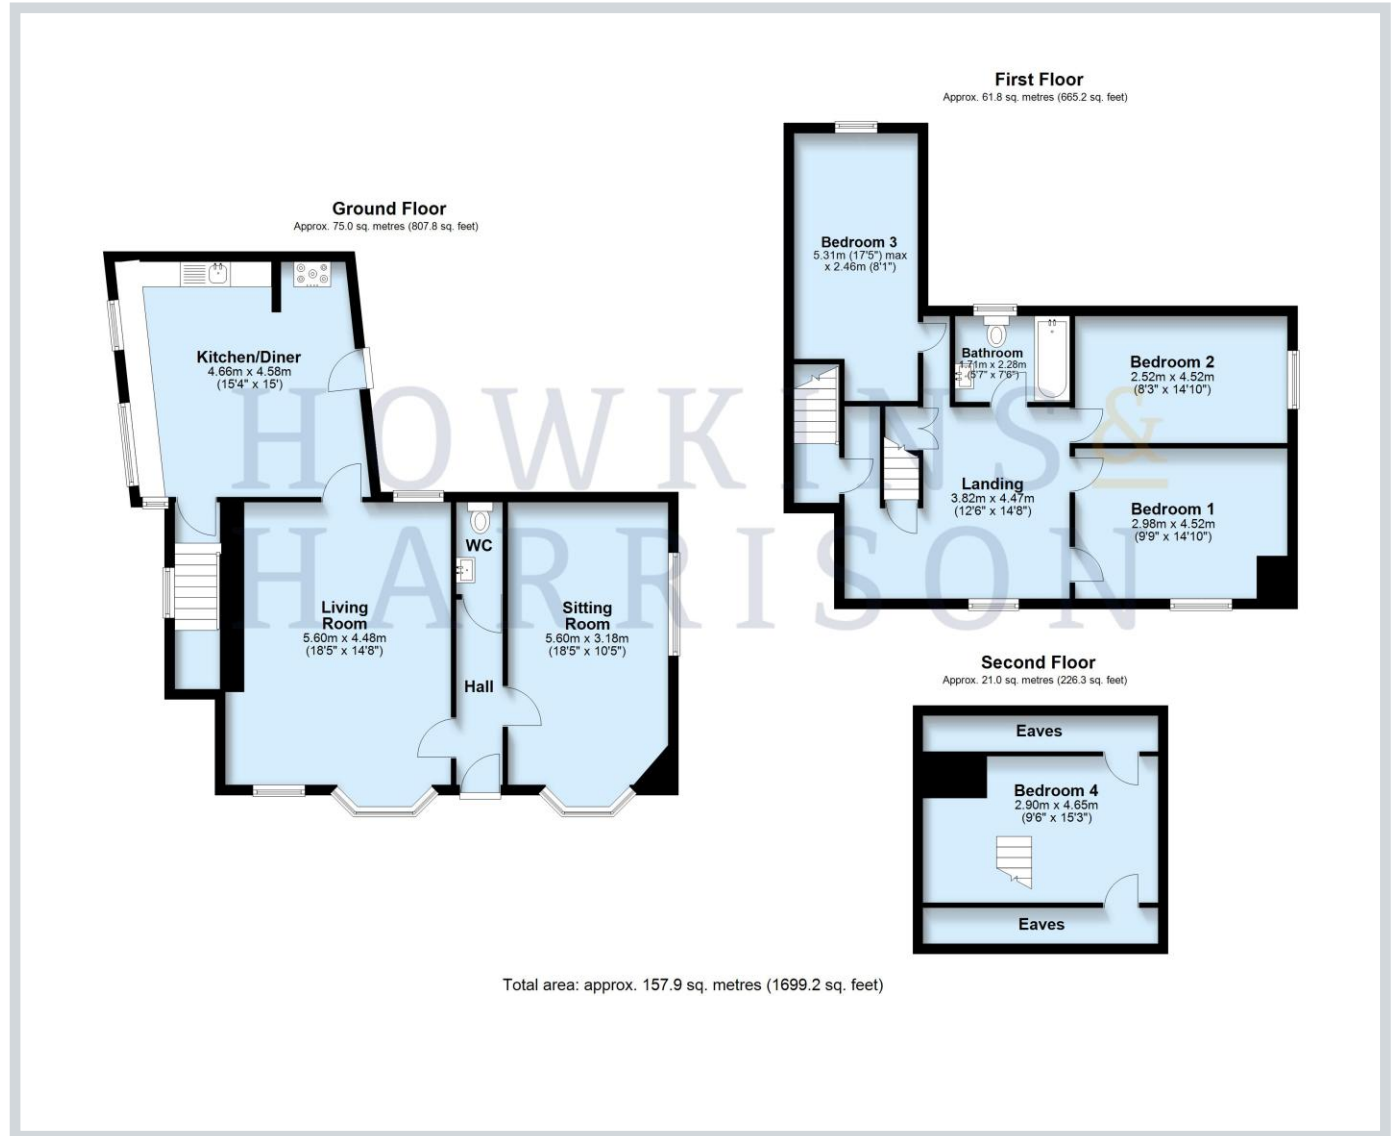 First Floor
Approx. 61.8 sq. metres (665.2 sq. feet)
Bedroom 3
5.31m (17'5") max
x 2.46m (8'1")
Bathroom
1.71m x 2.28m
(5'7" x 7'6")
Bedroom 2
2.52m x 4.52m
(8'3" x 14'10")
Landing
3.82m x 4.47m
(12'6" x 14'8")
Bedroom 1
2.98m x 4.52m
(9'9" x 14'10")
Ground Floor
Approx. 75.0 sq. metres (807.8 sq. feet)
Kitchen/Diner
4.66m x 4.58m
(15'4" x 15')
WC
Living
Room
5.60m x 4.48m
(18'5" x 14'8")
Sitting
Room
5.60m x 3.18m
(18'5" x 10'5")
Hall
HOWKINS &
HARRISON
Second Floor
Approx. 21.0 sq. metres (226.3 sq. feet)
Eaves
Bedroom 4
2.90m x 4.65m
(9'6" x 15'3")
Eaves
Total area: approx. 157.9 sq. metres (1699.2 sq. feet)